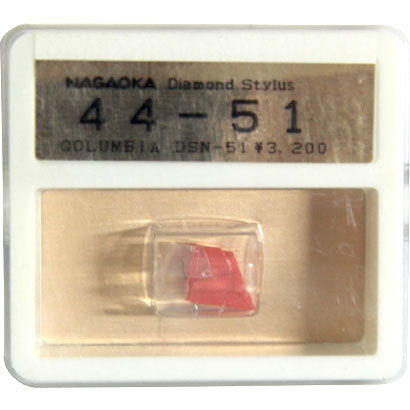 NAGAOKA Diamond Stylus
44-51
COLUMBIA DSN-51 ¥3,200